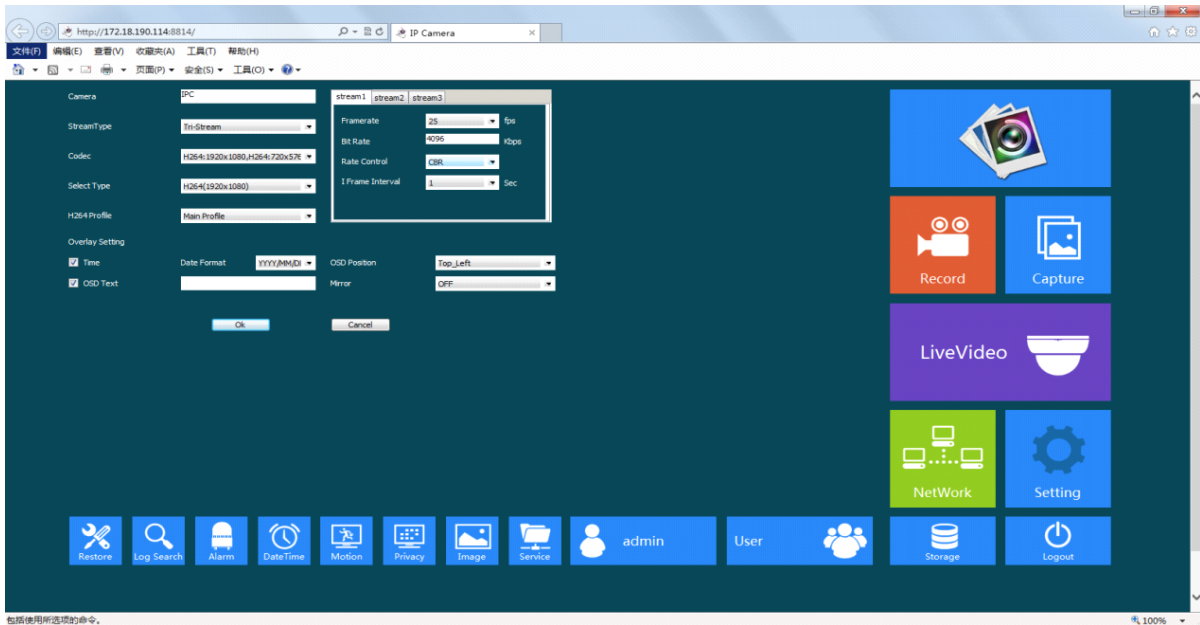 http://172.18.190.114:8814/
IP Camera
文件(F) 编辑(E) 查看(V) 收藏夹(A) 工具(T) 帮助(H)
页面(P) 安全(S) 工具(O)
Camera IPC
StreamType Tri-Stream
Codec H264:1920x1080,H264:720x576
Select Type H264(1920x1080)
H264 Profile Main Profile
stream1 stream2 stream3
Framerate 25 fps
Bit Rate 4096 Kbps
Rate Control CBR
I Frame Interval 1 Sec
Overlay Setting
Time Date Format YYYY/MM/DI OSD Position Top_Left
OSD Text Mirror OFF
Ok Cancel
Record Capture
LiveVideo
NetWork Setting
Restore Log Search Alarm DateTime Motion Privacy Image Service admin User Storage Logout
包括使用所选项的命令。 100%